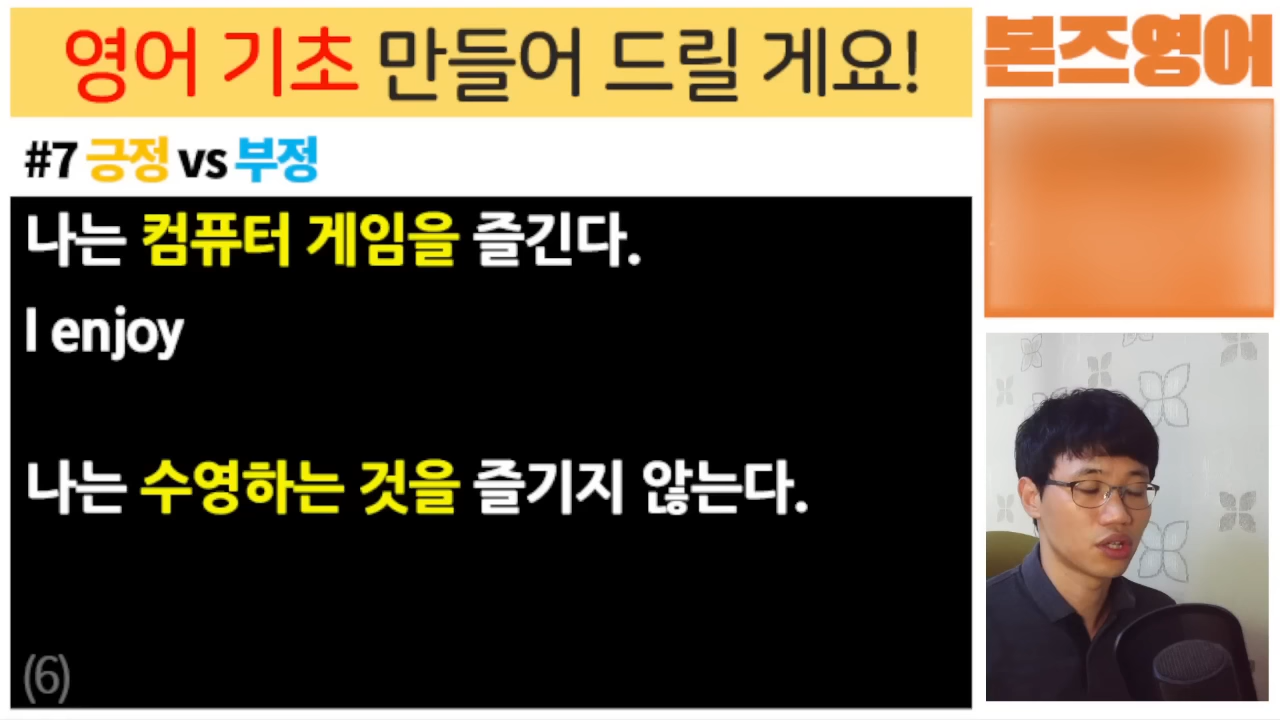 영어 기초 만들어 드릴 게요!
본즈영어
#7 긍정 vs 부정
나는 컴퓨터 게임을 즐긴다.
I enjoy
나는 수영하는 것을 즐기지 않는다.
(6)